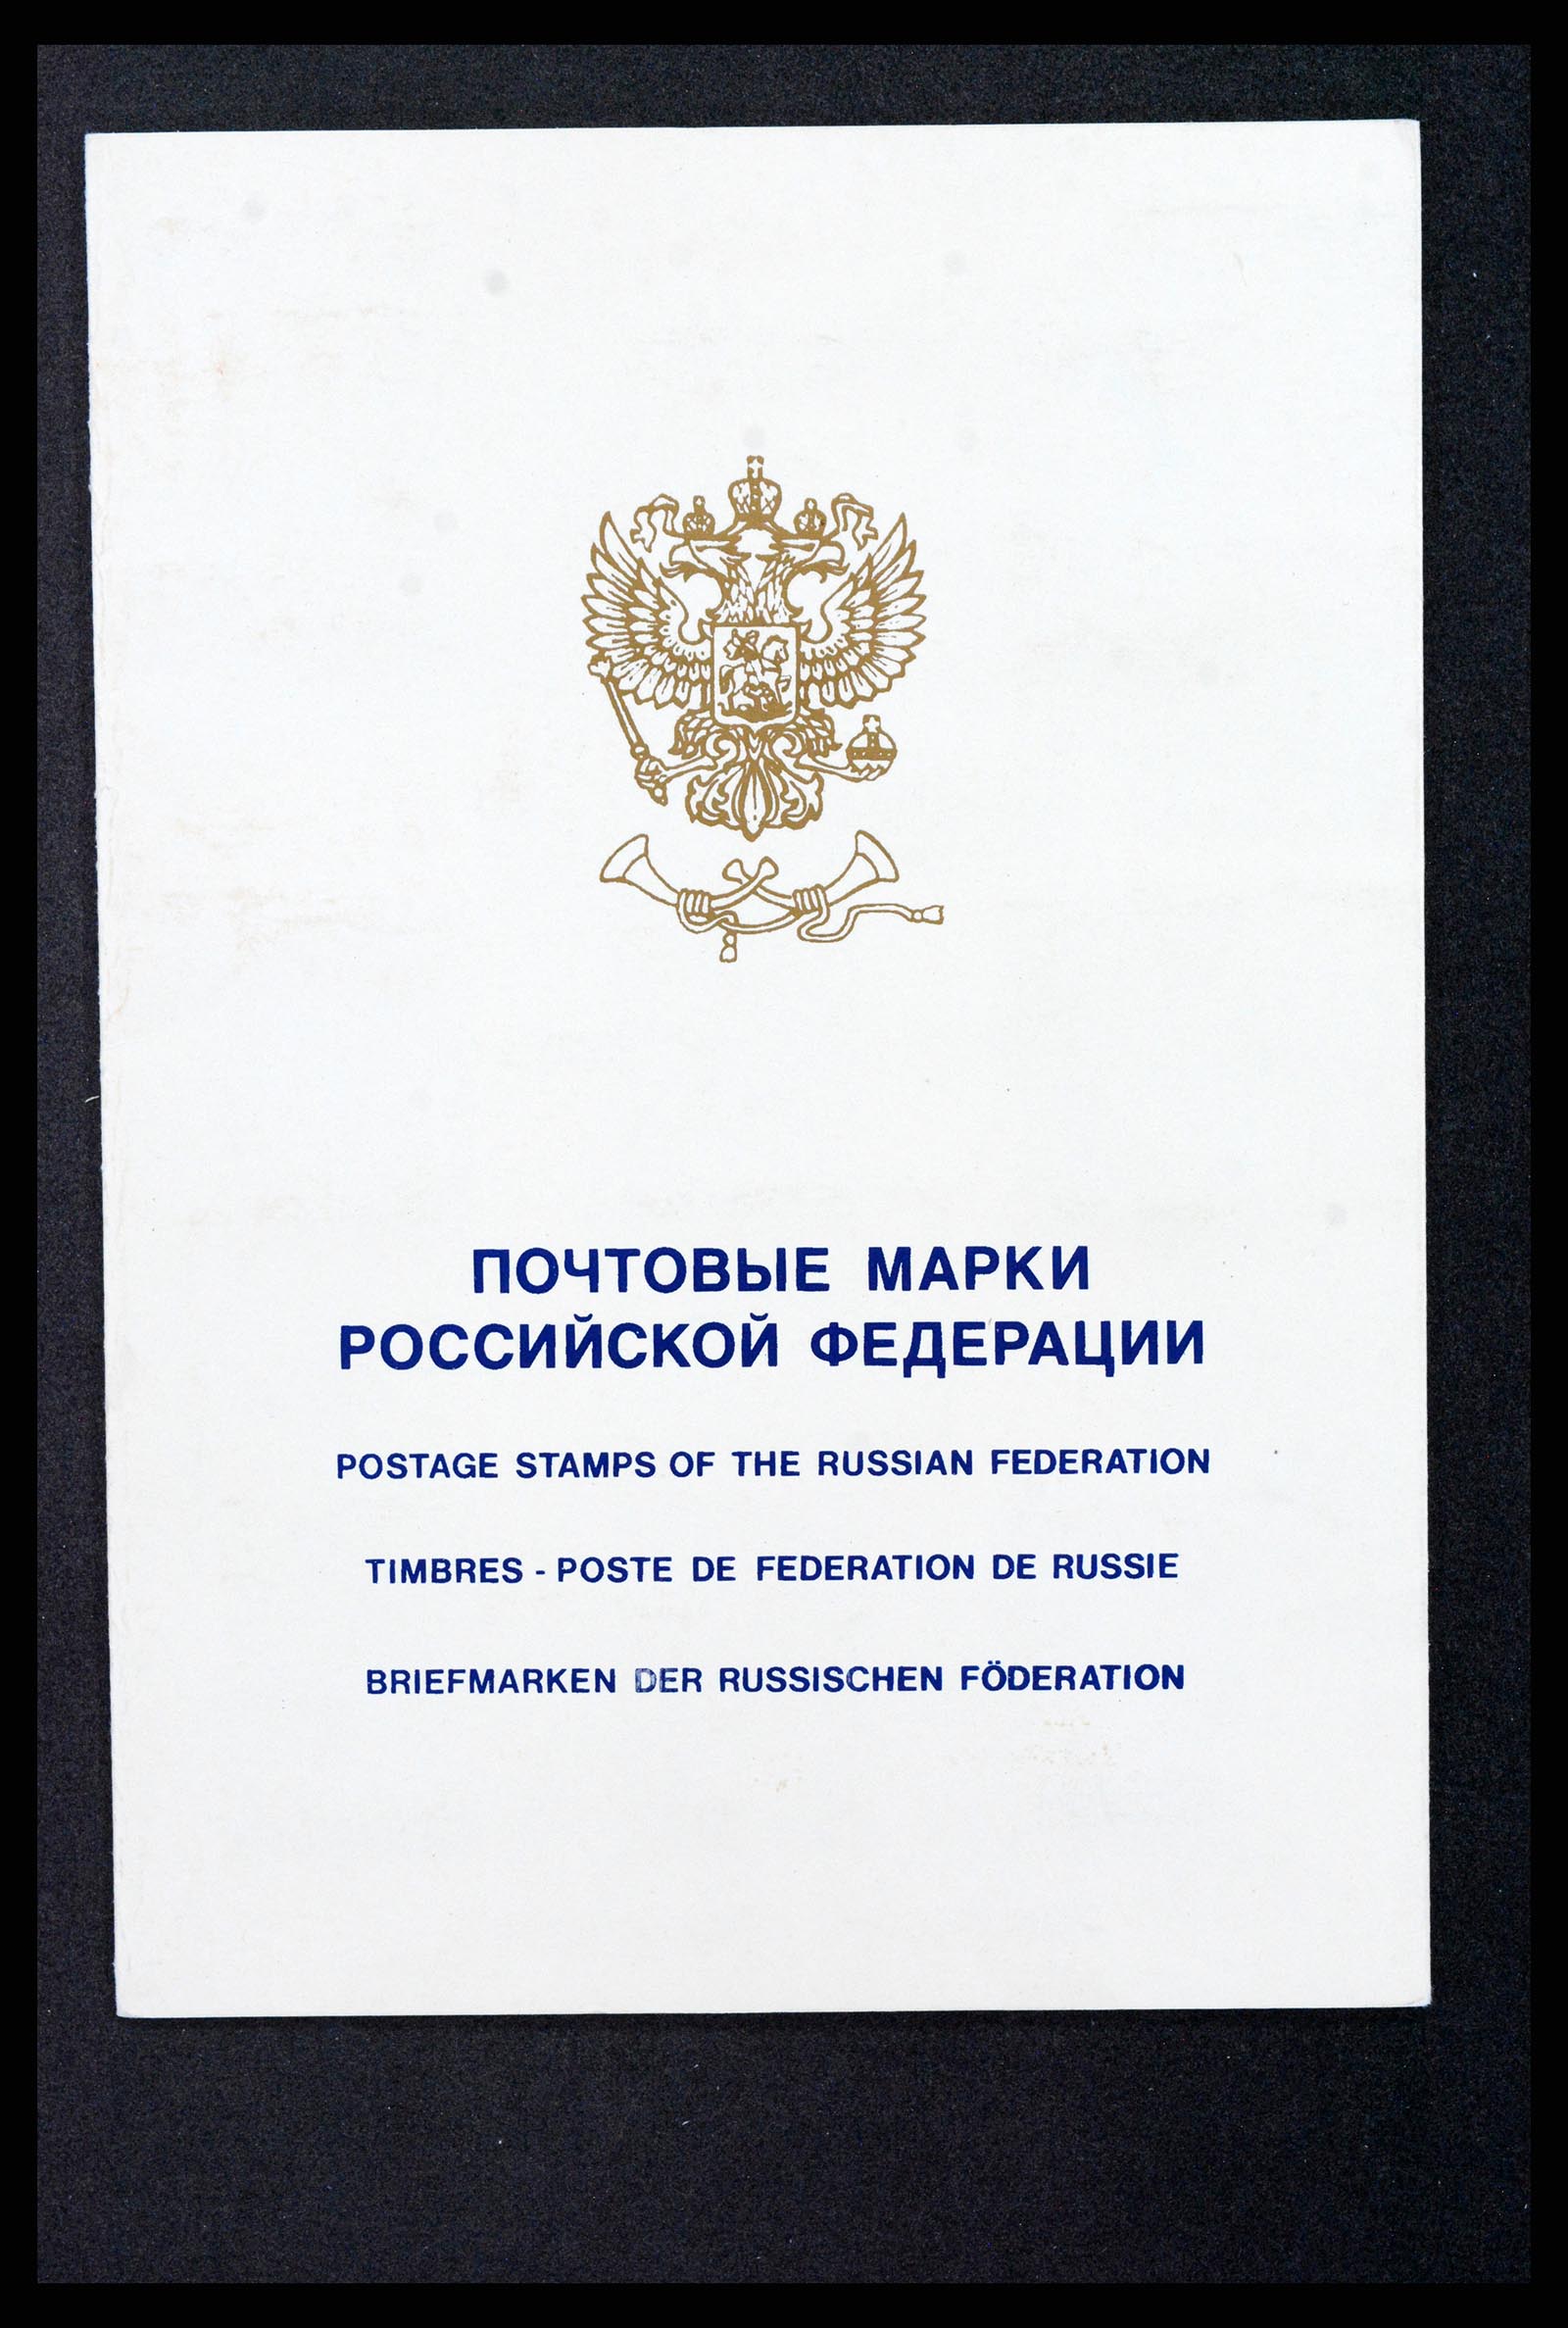 ПОЧТОВЫЕ МАРКИ
РОССИЙСКОЙ ФЕДЕРАЦИИ
POSTAGE STAMPS OF THE RUSSIAN FEDERATION
TIMBRES - POSTE DE FEDERATION DE RUSSIE
BRIEFMARKEN DER RUSSISCHEN FÖDERATION